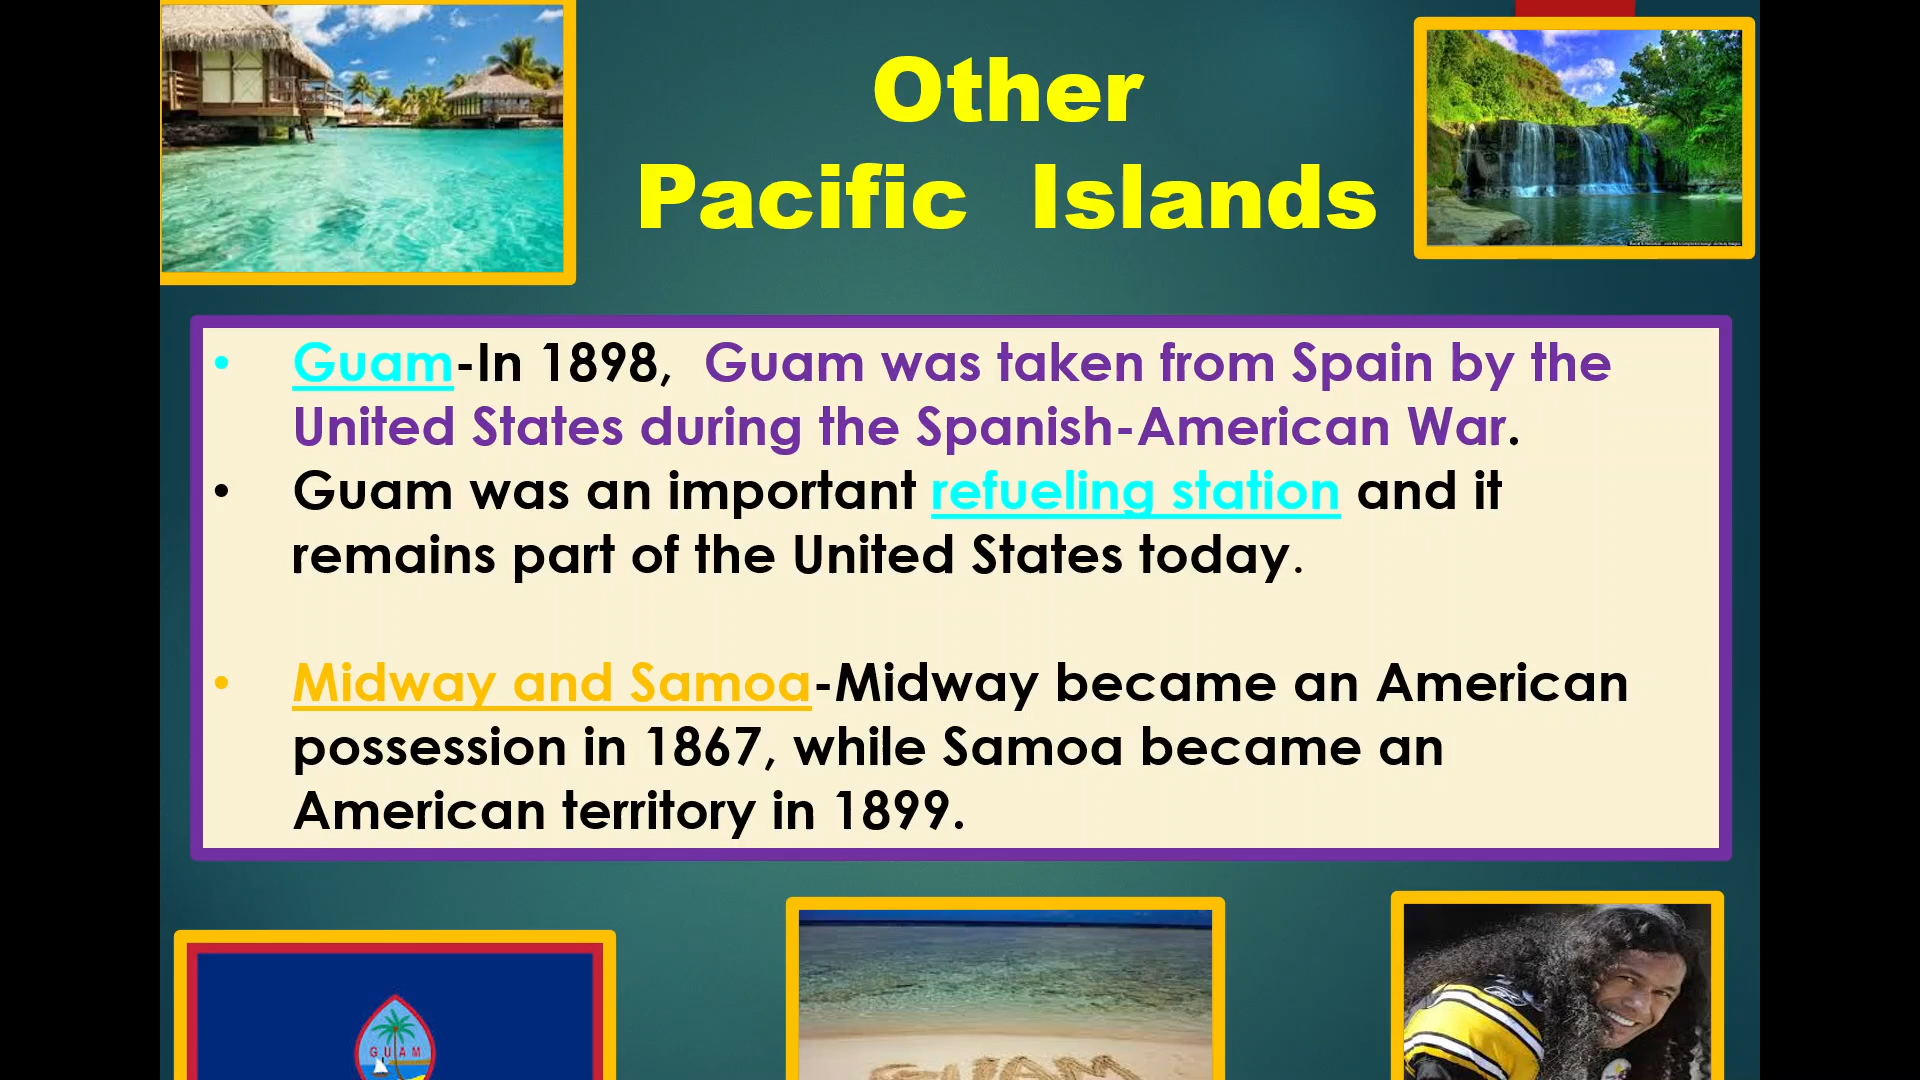 Other
Pacific Islands
• Guam-In 1898, Guam was taken from Spain by the
United States during the Spanish-American War.
• Guam was an important refueling station and it
remains part of the United States today.
• Midway and Samoa-Midway became an American
possession in 1867, while Samoa became an
American territory in 1899.
GUAM
GUAM